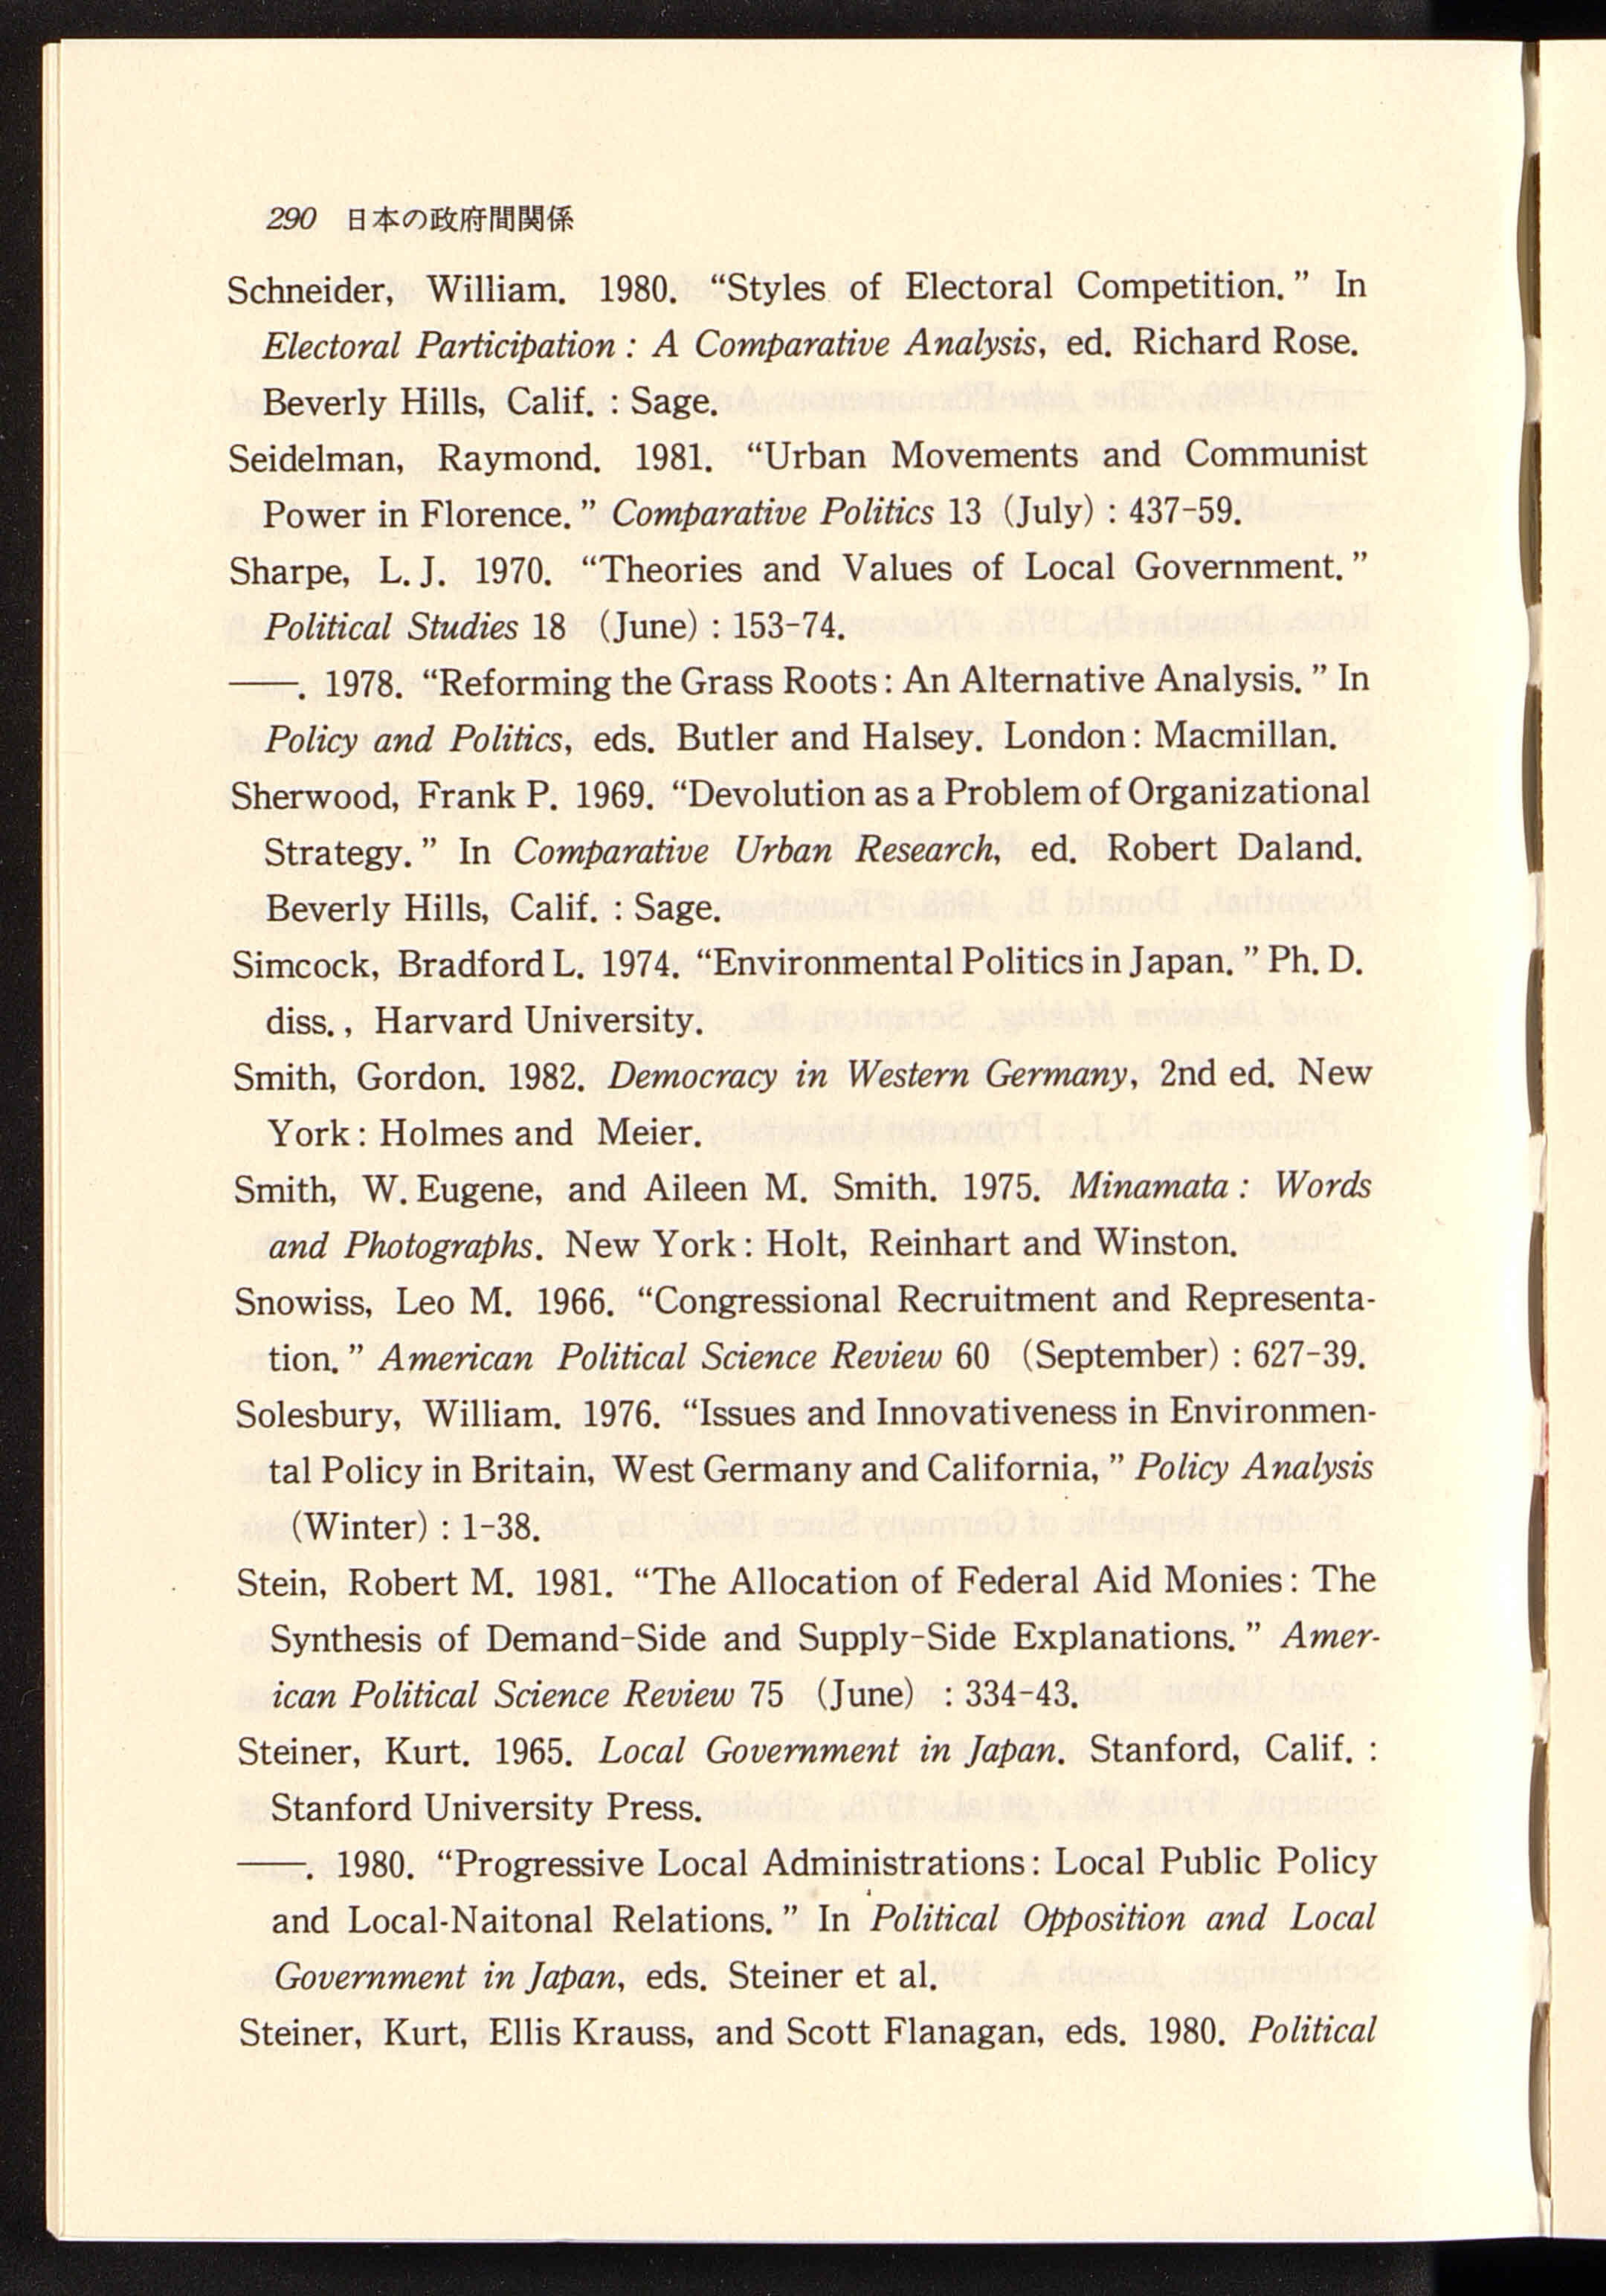 290 日本の政府間関係
Schneider, William. 1980. “Styles of Electoral Competition.” In
Electoral Participation : A Comparative Analysis, ed. Richard Rose.
Beverly Hills, Calif. : Sage.
Seidelman, Raymond. 1981. “Urban Movements and Communist
Power in Florence.” Comparative Politics 13 (July) : 437-59.
Sharpe, L. J. 1970. “Theories and Values of Local Government.”
Political Studies 18 (June) : 153-74.
——. 1978. “Reforming the Grass Roots : An Alternative Analysis.” In
Policy and Politics, eds. Butler and Halsey. London : Macmillan.
Sherwood, Frank P. 1969. “Devolution as a Problem of Organizational
Strategy.” In Comparative Urban Research, ed. Robert Daland.
Beverly Hills, Calif. : Sage.
Simcock, Bradford L. 1974. “Environmental Politics in Japan.” Ph. D.
diss., Harvard University.
Smith, Gordon. 1982. Democracy in Western Germany, 2nd ed. New
York : Holmes and Meier.
Smith, W. Eugene, and Aileen M. Smith. 1975. Minamata : Words
and Photographs. New York : Holt, Reinhart and Winston.
Snowiss, Leo M. 1966. “Congressional Recruitment and Representa-
tion.” American Political Science Review 60 (September) : 627-39.
Solesbury, William. 1976. “Issues and Innovativeness in Environmen-
tal Policy in Britain, West Germany and California,” Policy Analysis
(Winter) : 1-38.
Stein, Robert M. 1981. “The Allocation of Federal Aid Monies : The
Synthesis of Demand-Side and Supply-Side Explanations.” Amer-
ican Political Science Review 75 (June) : 334-43.
Steiner, Kurt. 1965. Local Government in Japan. Stanford, Calif. :
Stanford University Press.
——. 1980. “Progressive Local Administrations : Local Public Policy
and Local-Naitonal Relations.” In Political Opposition and Local
Government in Japan, eds. Steiner et al.
Steiner, Kurt, Ellis Krauss, and Scott Flanagan, eds. 1980. Political